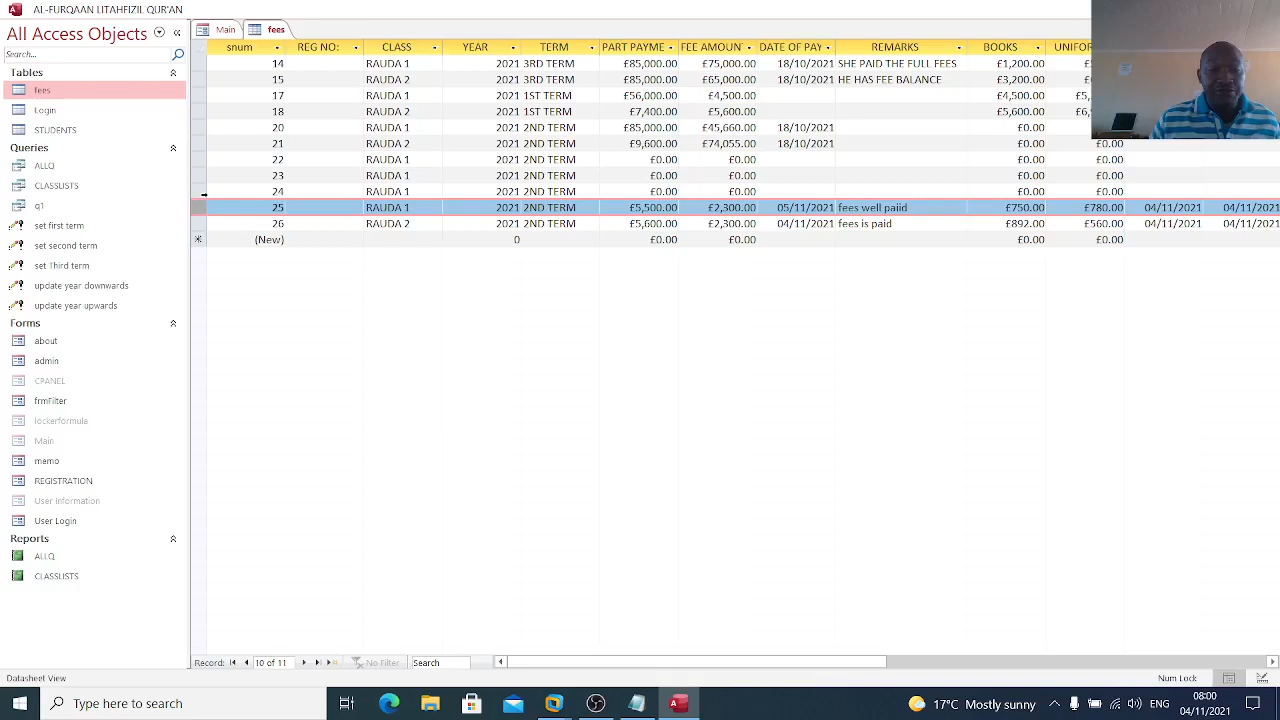 AL-FURQAAN LITAHFIZIL QUR'AN
All Access Objects
Search...
Tables
fees
Login
STUDENTS
Queries
ALLQ
CLASSLISTS
q1
set first term
set second term
set Third term
update year downwards
update year upwards
Forms
about
admin
CPANEL
frmFilter
lockerformula
Main
memo
REGISTRATION
User Information
User Login
Reports
ALLQ
CLASSLISTS
Main fees
snum REG NO: CLASS YEAR TERM PART PAYME FEE AMOUN DATE OF PAY REMARKS BOOKS UNIFOR
14 RAUDA 1 2021 3RD TERM £85,000.00 £75,000.00 18/10/2021 SHE PAID THE FULL FEES £1,200.00
15 RAUDA 2 2021 3RD TERM £85,000.00 £65,000.00 18/10/2021 HE HAS FEE BALANCE £3,200.00
17 RAUDA 1 2021 1ST TERM £56,000.00 £4,500.00 £4,500.00 £5,
18 RAUDA 2 2021 1ST TERM £7,400.00 £5,600.00 £5,600.00 £6,
20 RAUDA 1 2021 2ND TERM £85,000.00 £45,660.00 18/10/2021 £0.00 £0.00
21 RAUDA 2 2021 2ND TERM £9,600.00 £74,055.00 18/10/2021 £0.00 £0.00
22 RAUDA 1 2021 2ND TERM £0.00 £0.00 £0.00 £0.00
23 RAUDA 1 2021 2ND TERM £0.00 £0.00 £0.00 £0.00
24 RAUDA 1 2021 2ND TERM £0.00 £0.00 £0.00 £0.00
25 RAUDA 1 2021 2ND TERM £5,500.00 £2,300.00 05/11/2021 fees well paiid £750.00 £780.00 04/11/2021 04/11/2021
26 RAUDA 2 2021 2ND TERM £5,600.00 £2,300.00 04/11/2021 fees is paid £892.00 £560.00 04/11/2021 04/11/2021
(New) 0 £0.00 £0.00 £0.00 £0.00
Record: 10 of 11 No Filter Search
Datasheet View Num Lock
Type here to search 17°C Mostly sunny ENG 08:00
04/11/2021